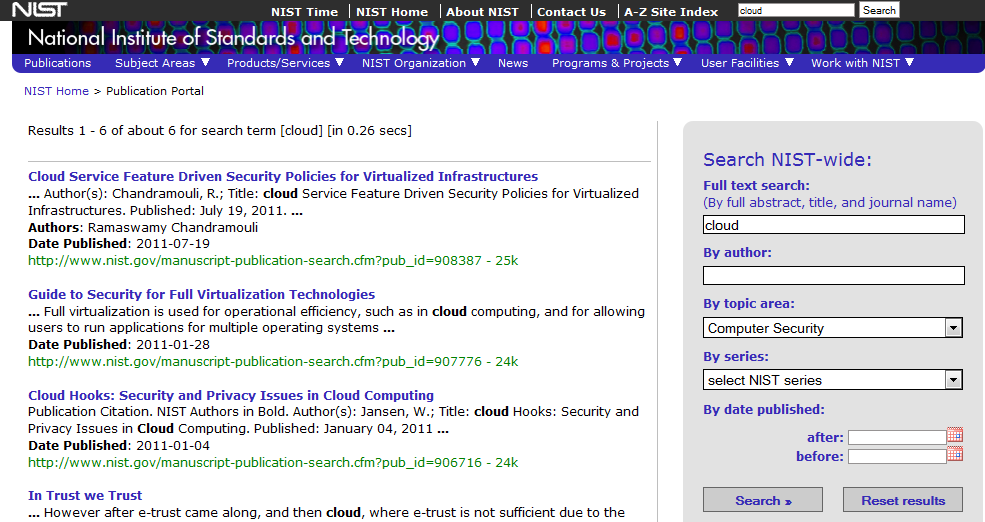 NIST
NIST Time | NIST Home | About NIST | Contact Us | A-Z Site Index
cloud
Search
National Institute of Standards and Technology
Publications Subject Areas ▼ Products/Services ▼ NIST Organization ▼ News Programs & Projects ▼ User Facilities ▼ Work with NIST ▼
NIST Home > Publication Portal
Results 1 - 6 of about 6 for search term [cloud] [in 0.26 secs]
Cloud Service Feature Driven Security Policies for Virtualized Infrastructures
... Author(s): Chandramouli, R.; Title: cloud Service Feature Driven Security Policies for Virtualized
Infrastructures. Published: July 19, 2011. ...
Authors: Ramaswamy Chandramouli
Date Published: 2011-07-19
http://www.nist.gov/manuscript-publication-search.cfm?pub_id=908387 - 25k
Guide to Security for Full Virtualization Technologies
... Full virtualization is used for operational efficiency, such as in cloud computing, and for allowing
users to run applications for multiple operating systems ...
Date Published: 2011-01-28
http://www.nist.gov/manuscript-publication-search.cfm?pub_id=907776 - 24k
Cloud Hooks: Security and Privacy Issues in Cloud Computing
Publication Citation. NIST Authors in Bold. Author(s): Jansen, W.; Title: cloud Hooks: Security and
Privacy Issues in Cloud Computing. Published: January 04, 2011 ...
Date Published: 2011-01-04
http://www.nist.gov/manuscript-publication-search.cfm?pub_id=906716 - 24k
In Trust we Trust
... However after e-trust came along, and then cloud, where e-trust is not sufficient due to the
Search NIST-wide:
Full text search:
(By full abstract, title, and journal name)
cloud
By author:
By topic area:
Computer Security
By series:
select NIST series
By date published:
after:
before:
Search »
Reset results